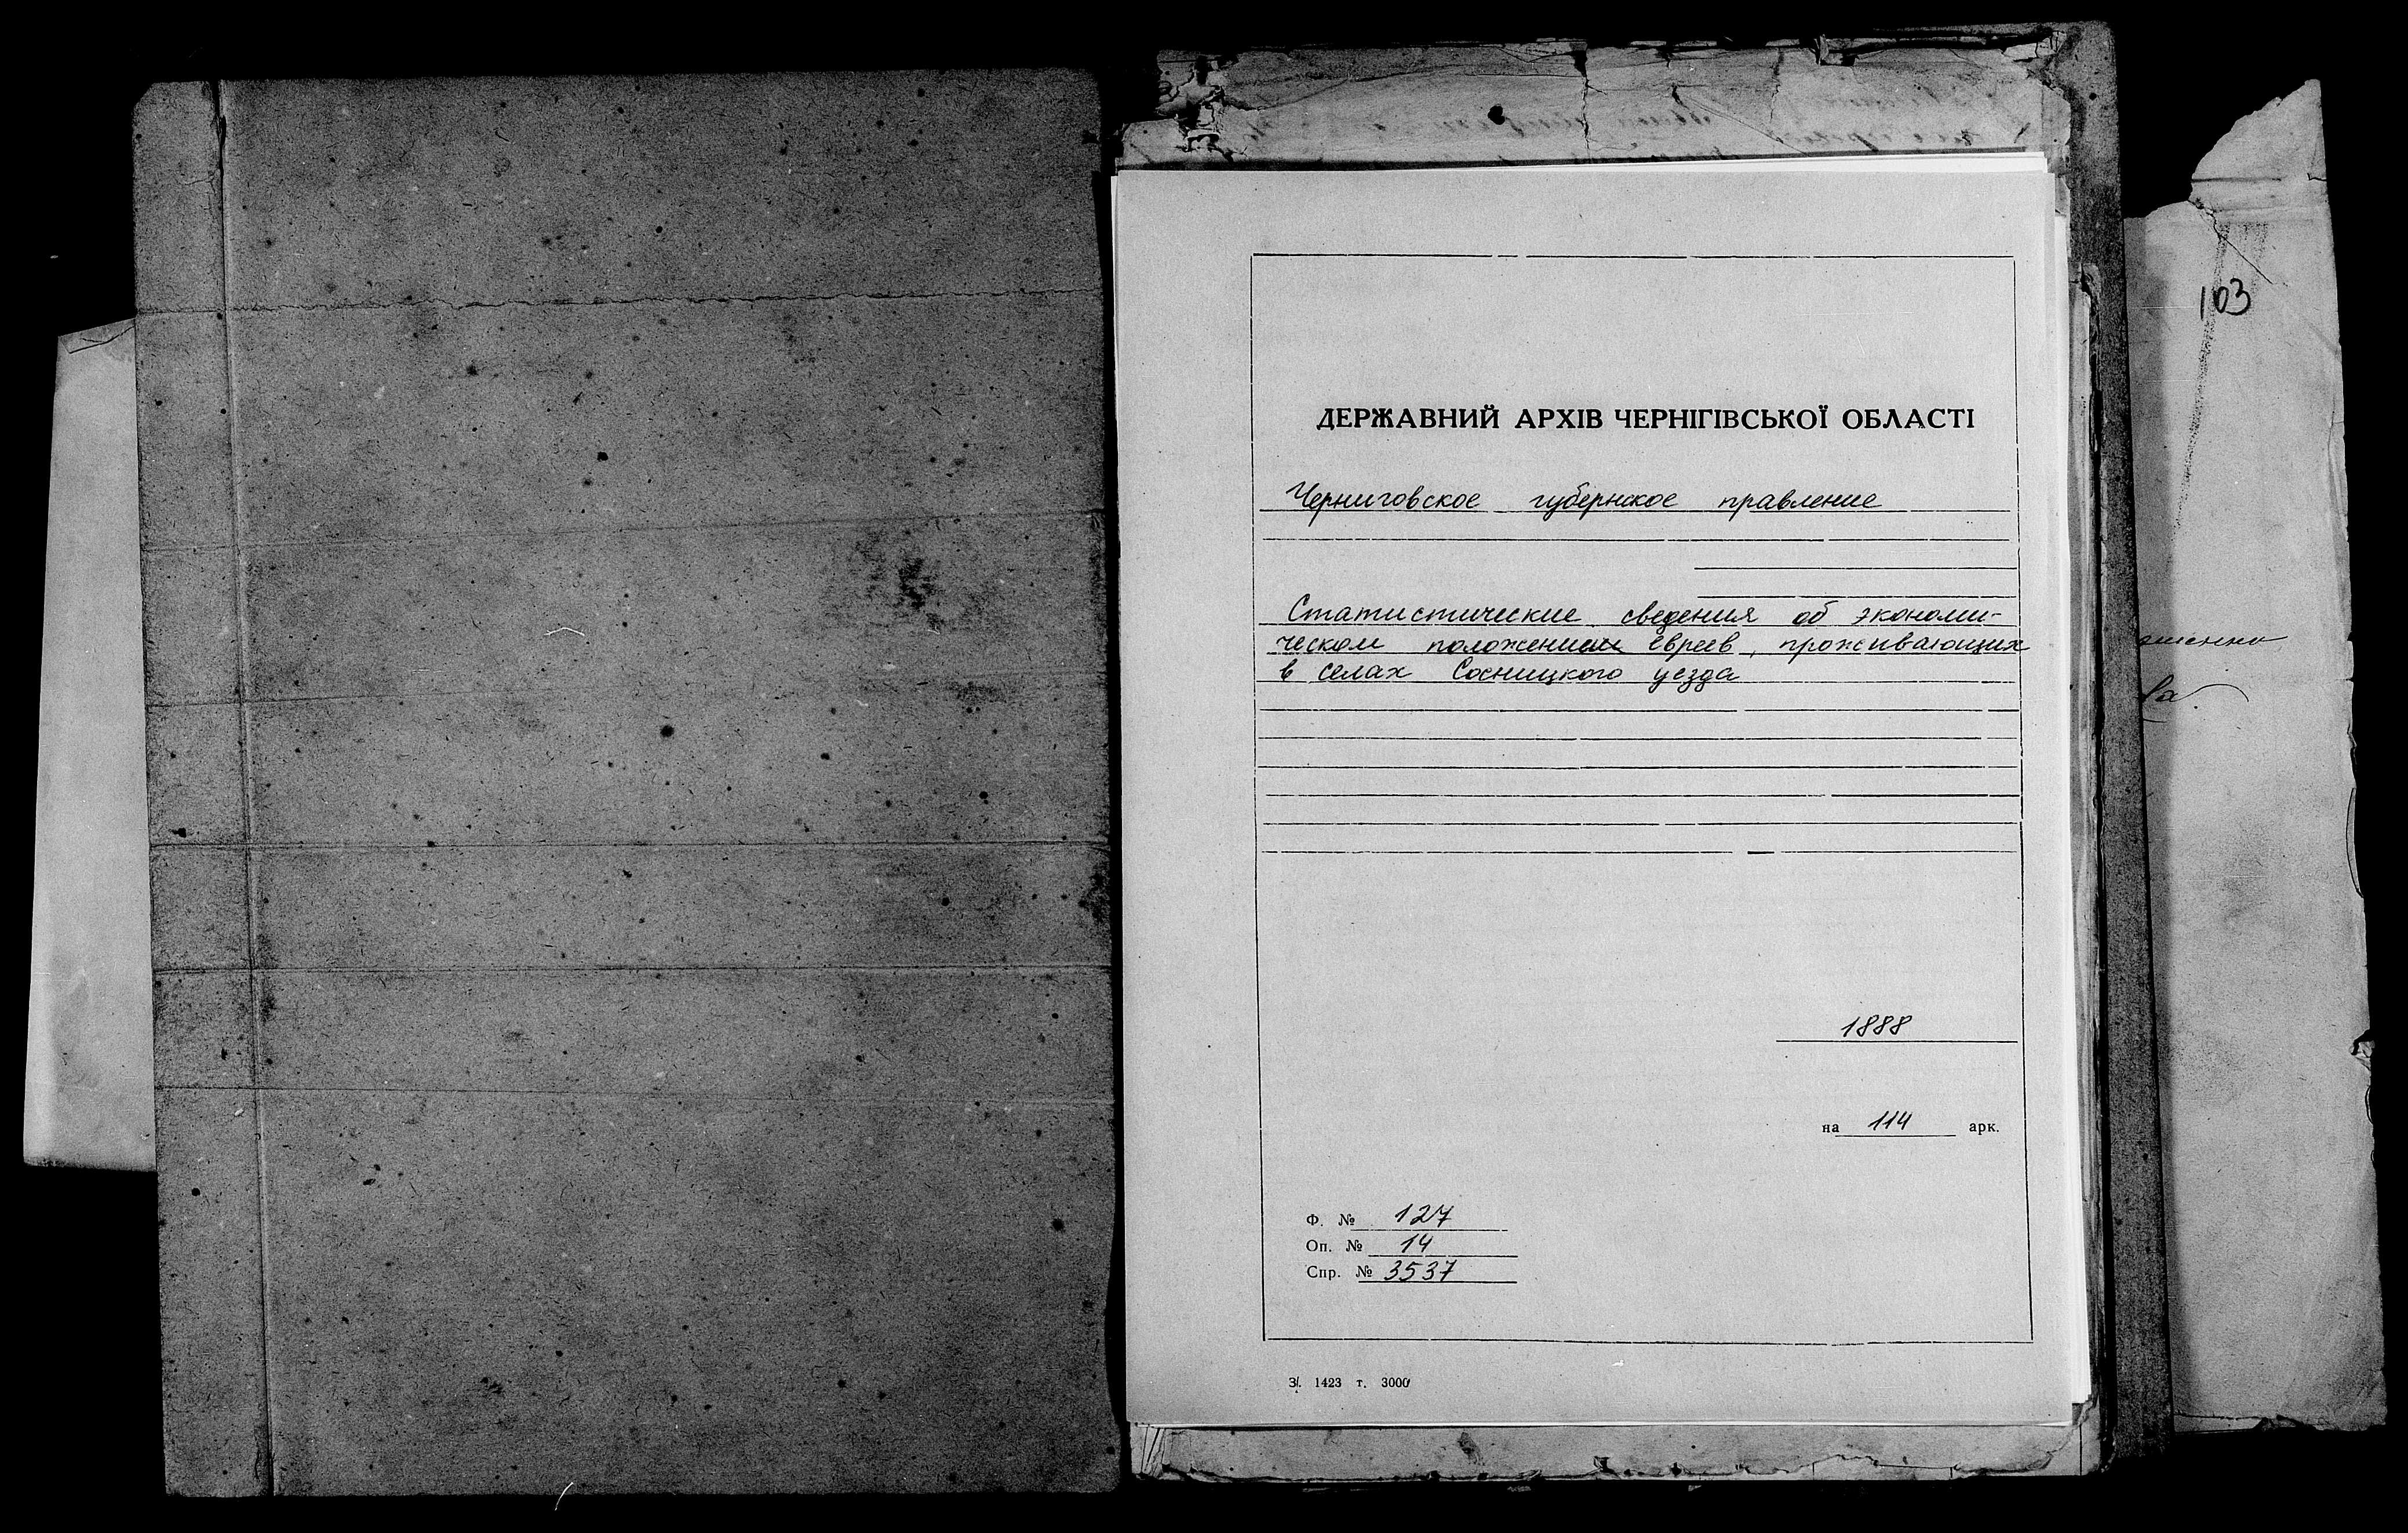 ДЕРЖАВНИЙ АРХІВ ЧЕРНІГІВСЬКОЇ ОБЛАСТІ
Черниговское губернское правление
Статистические сведения об экономи-
ческом положении евреев, проживающих
в селах Сосницкого уезда
1888
на 114 арк.
Ф. № 127
Оп. № 14
Спр. № 3537
З. 1423 т. 3000
103